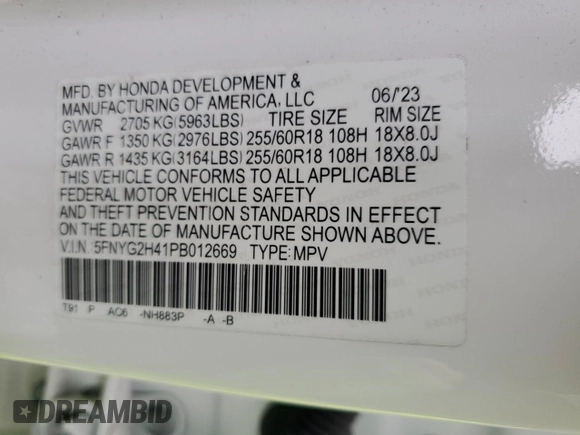 MFD. BY HONDA DEVELOPMENT &
MANUFACTURING OF AMERICA, LLC 06/'23
GVWR 2705 KG(5963LBS) TIRE SIZE RIM SIZE
GAWR F 1350 KG(2976LBS) 255/60R18 108H 18X8.0J
GAWR R 1435 KG(3164LBS) 255/60R18 108H 18X8.0J
THIS VEHICLE CONFORMS TO ALL APPLICABLE
FEDERAL MOTOR VEHICLE SAFETY
AND THEFT PREVENTION STANDARDS IN EFFECT
ON THE DATE OF MANUFACTURE SHOWN ABOVE.
V.I.N. 5FNYG2H41PB012669 TYPE:MPV
T91 P AC6 -NH883P -A -B
DREAMBID